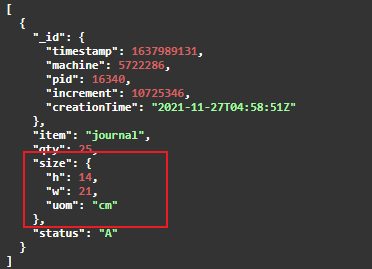 [
{
"_id": {
"timestamp": 1637989131,
"machine": 5722286,
"pid": 16340,
"increment": 10725346,
"creationTime": "2021-11-27T04:58:51Z"
},
"item": "journal",
"qty": 25,
"size": {
"h": 14,
"w": 21,
"uom": "cm"
},
"status": "A"
}
]